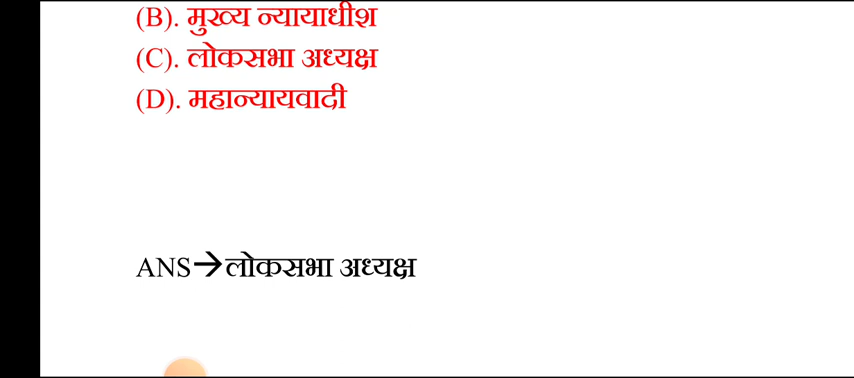 (B). मुख्य न्यायाधीश
(C). लोकसभा अध्यक्ष
(D). महान्यायवादी
ANS→लोकसभा अध्यक्ष